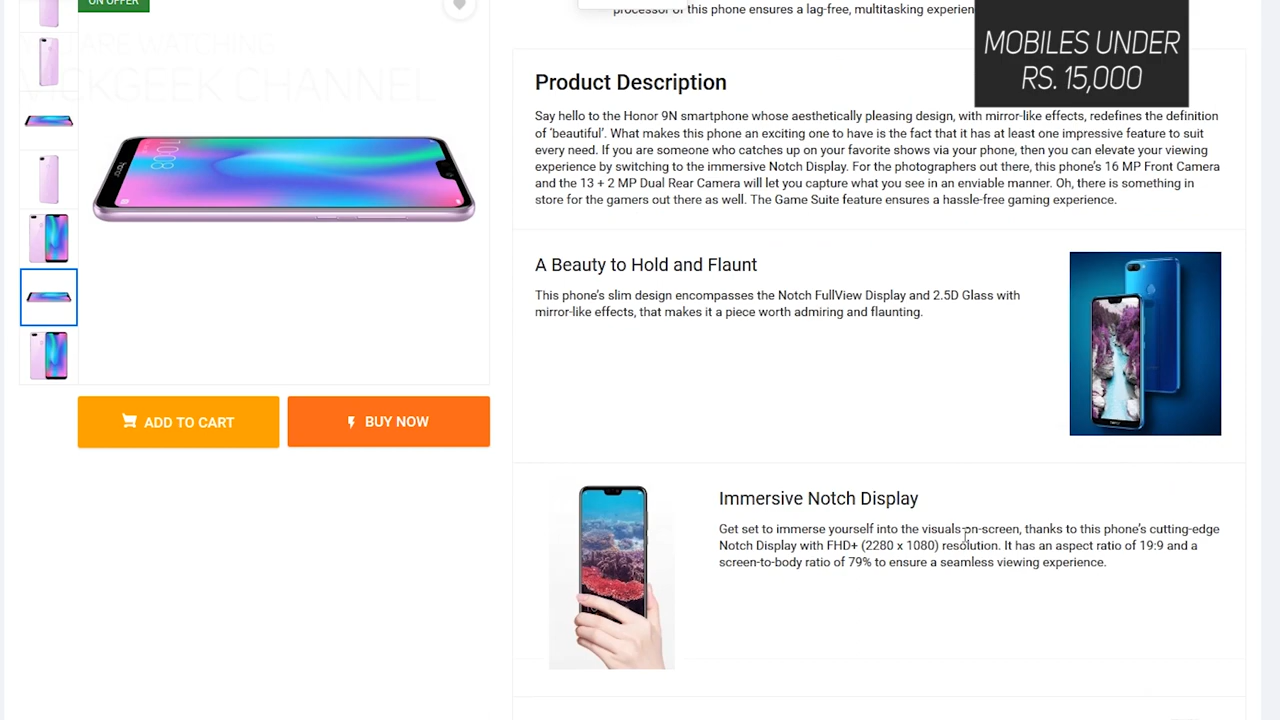 ON OFFER
YOU ARE WATCHING
CKGEEK CHANNEL
10:08
honor
ADD TO CART
BUY NOW
processor of this phone ensures a lag-free, multitasking experien
MOBILES UNDER
RS. 15,000
Product Description
Say hello to the Honor 9N smartphone whose aesthetically pleasing design, with mirror-like effects, redefines the definition
of ‘beautiful’. What makes this phone an exciting one to have is the fact that it has at least one impressive feature to suit
every need. If you are someone who catches up on your favorite shows via your phone, then you can elevate your viewing
experience by switching to the immersive Notch Display. For the photographers out there, this phone’s 16 MP Front Camera
and the 13 + 2 MP Dual Rear Camera will let you capture what you see in an enviable manner. Oh, there is something in
store for the gamers out there as well. The Game Suite feature ensures a hassle-free gaming experience.
A Beauty to Hold and Flaunt
This phone’s slim design encompasses the Notch FullView Display and 2.5D Glass with
mirror-like effects, that makes it a piece worth admiring and flaunting.
Immersive Notch Display
Get set to immerse yourself into the visuals on-screen, thanks to this phone’s cutting-edge
Notch Display with FHD+ (2280 x 1080) resolution. It has an aspect ratio of 19:9 and a
screen-to-body ratio of 79% to ensure a seamless viewing experience.